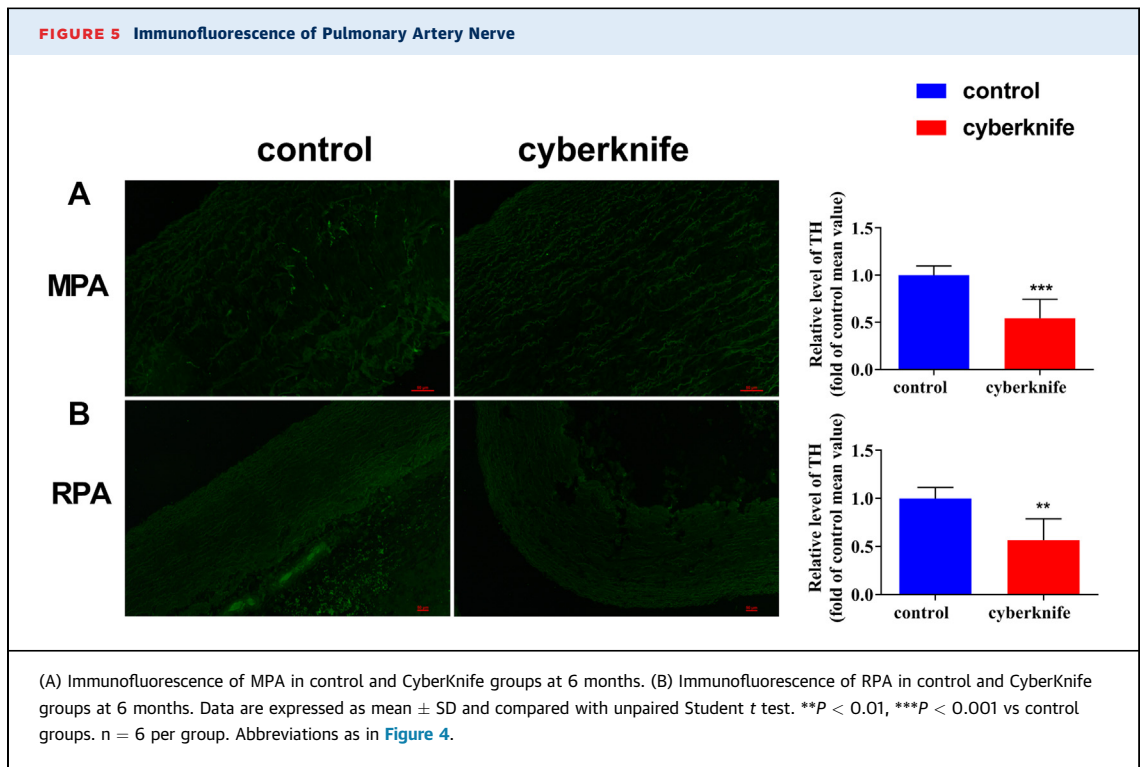 FIGURE 5 Immunofluorescence of Pulmonary Artery Nerve
control
cyberknife
control
cyberknife
A
MPA
B
RPA
Relative level of TH
(fold of control mean value)
1.5
1.0
0.5
0.0
***
control
cyberknife
Relative level of TH
(fold of control mean value)
1.5
1.0
0.5
0.0
**
control
cyberknife
(A) Immunofluorescence of MPA in control and CyberKnife groups at 6 months. (B) Immunofluorescence of RPA in control and CyberKnife
groups at 6 months. Data are expressed as mean ± SD and compared with unpaired Student t test. **P < 0.01, ***P < 0.001 vs control
groups. n = 6 per group. Abbreviations as in Figure 4.